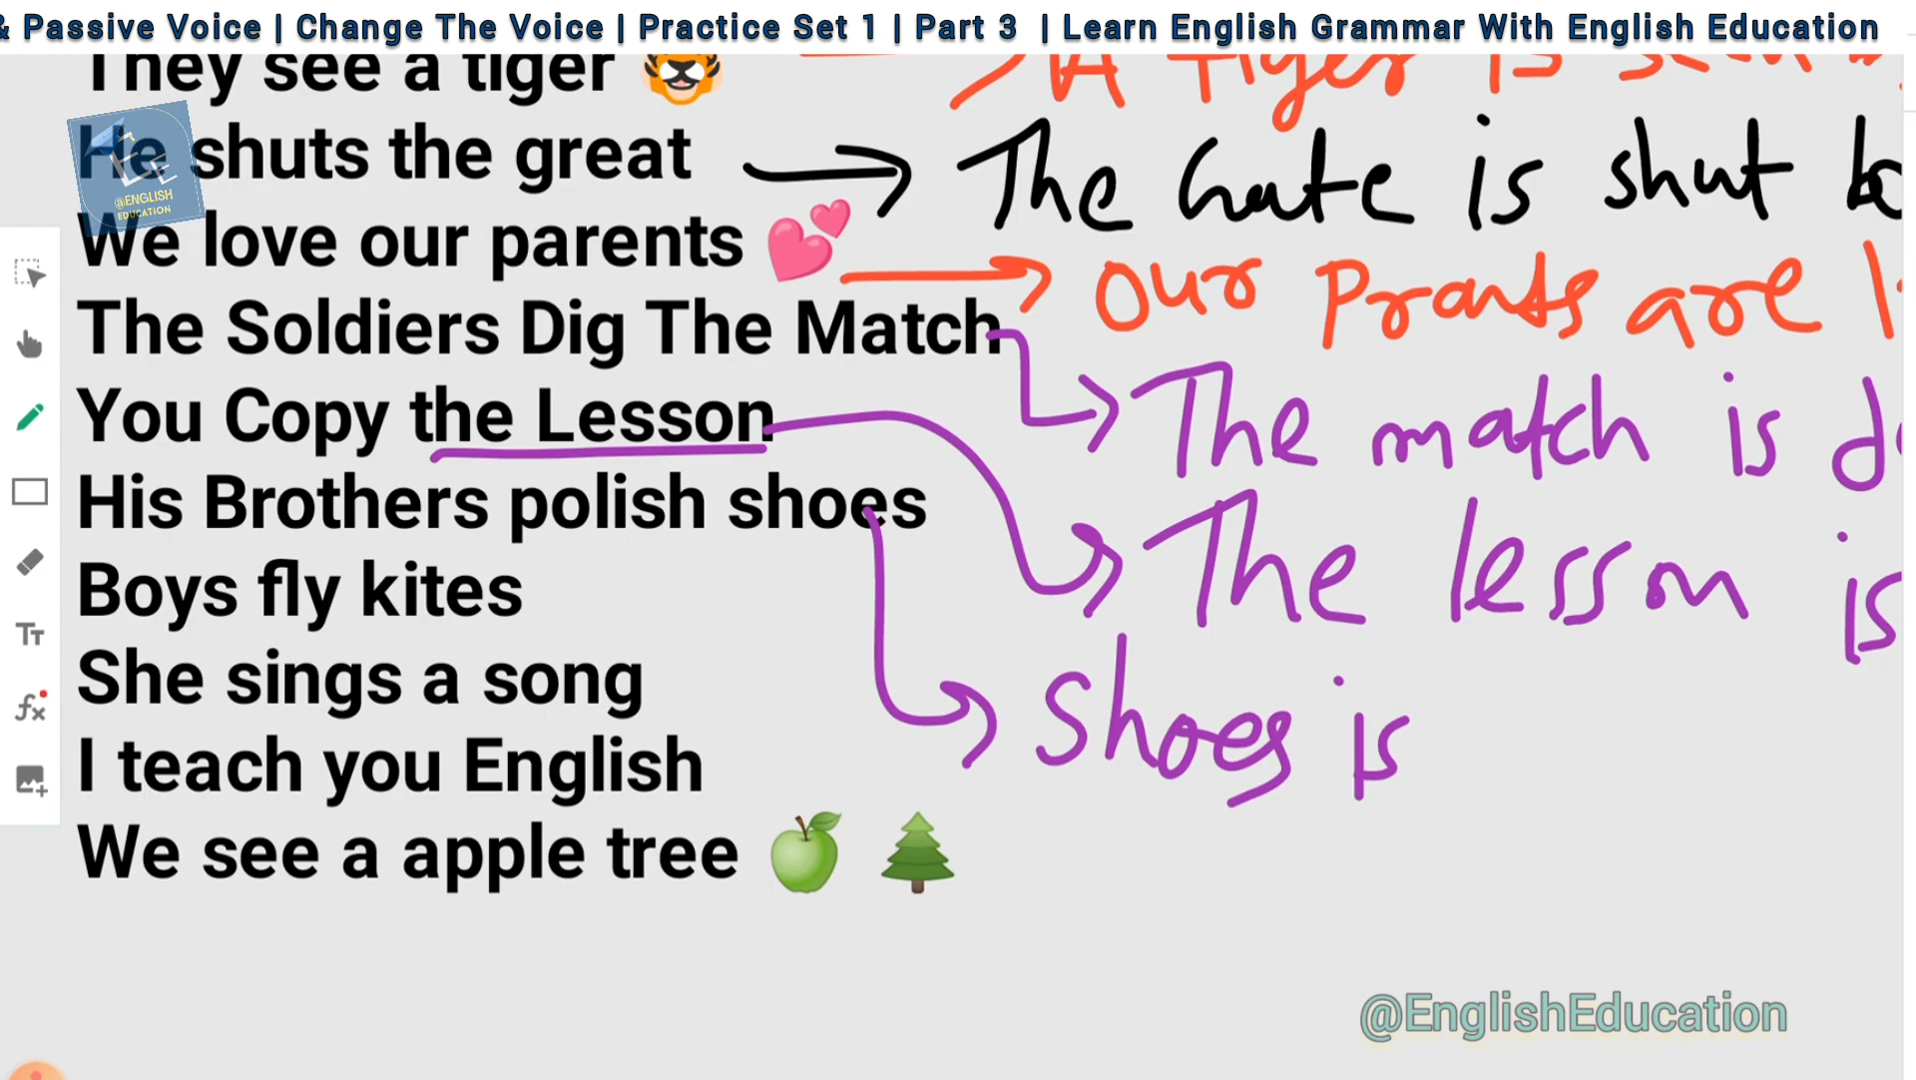 & Passive Voice | Change The Voice | Practice Set 1 | Part 3 | Learn English Grammar With English Education
They see a tiger 🐯 A Tiger is seen
He shuts the great → The Gate is shut
We love our parents 💕 → Our Prants are
The Soldiers Dig The Match → The match is
You Copy the Lesson → The lesson is
His Brothers polish shoes → Shoes is
Boys fly kites
She sings a song
I teach you English
We see a apple tree 🍏 🌲
@ENGLISH
EDUCATION
@EnglishEducation